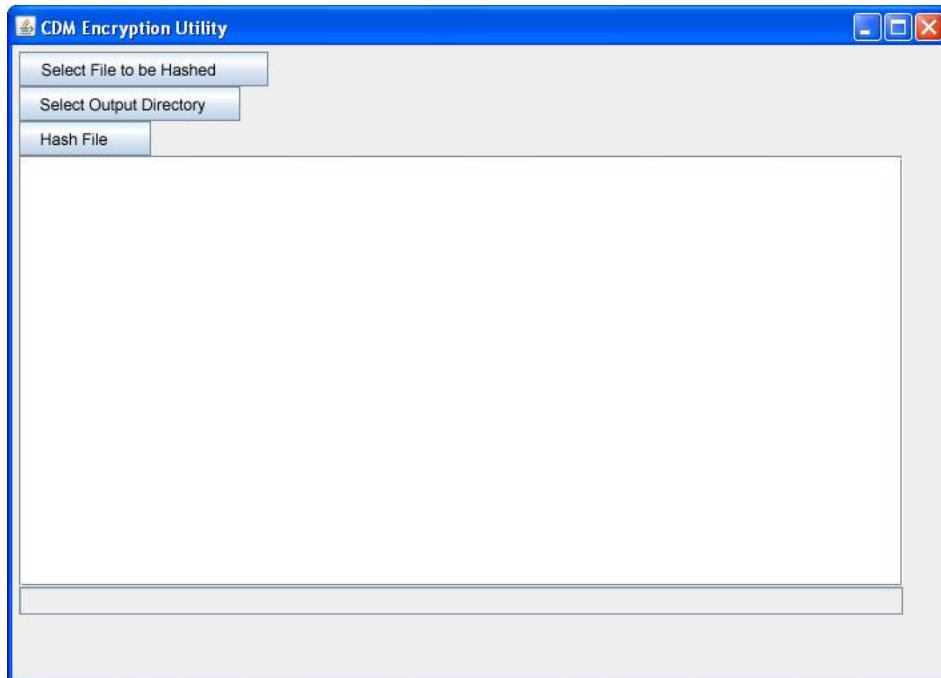 CDM Encryption Utility
Select File to be Hashed
Select Output Directory
Hash File